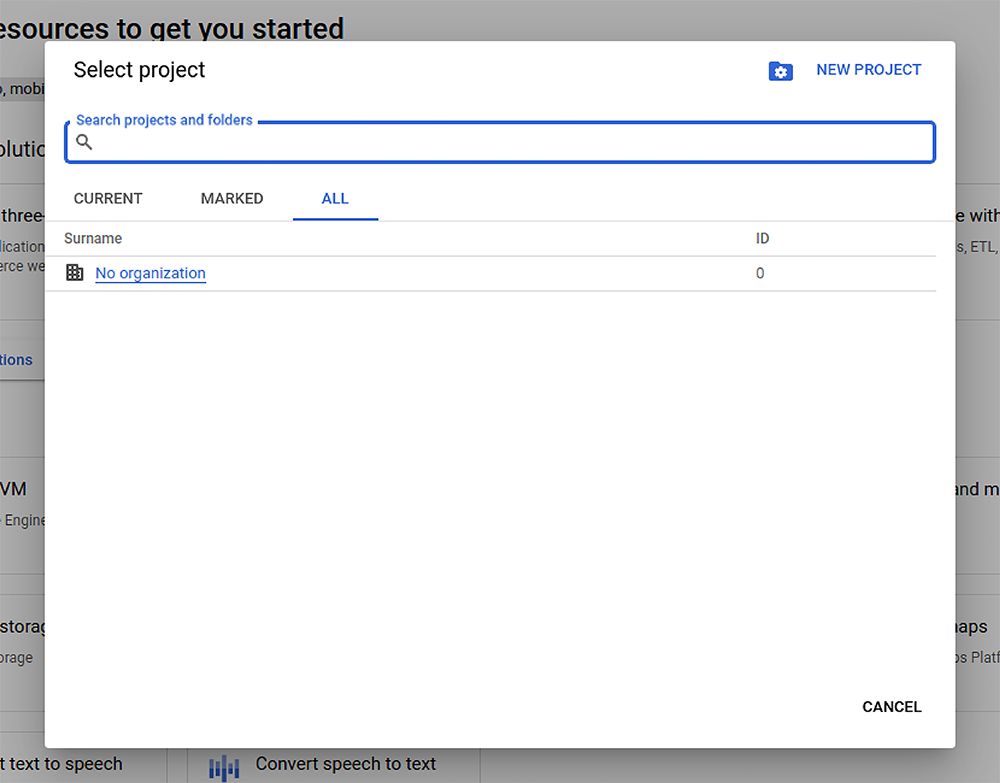 esources to get you started
Select project
NEW PROJECT
, mobi
Search projects and folders
olutic
CURRENT
MARKED
ALL
three-
e with
Surname
ID
lication
s, ETL,
erce we
No organization
0
tions
VM
and m
Engine
storag
naps
orage
os Platf
CANCEL
t text to speech
Convert speech to text